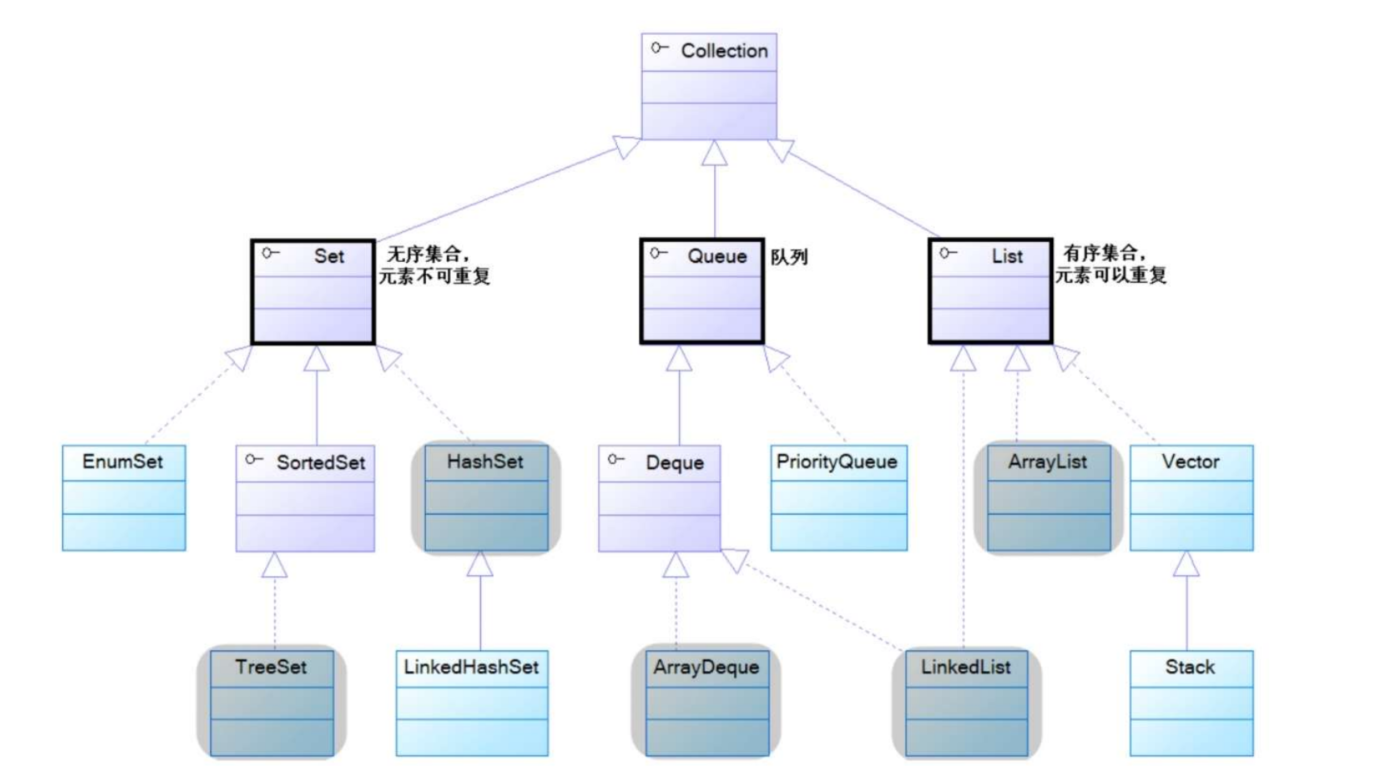 Collection
Set
无序集合，
元素不可重复
Queue
队列
List
有序集合，
元素可以重复
EnumSet
SortedSet
HashSet
Deque
PriorityQueue
ArrayList
Vector
TreeSet
LinkedHashSet
ArrayDeque
LinkedList
Stack